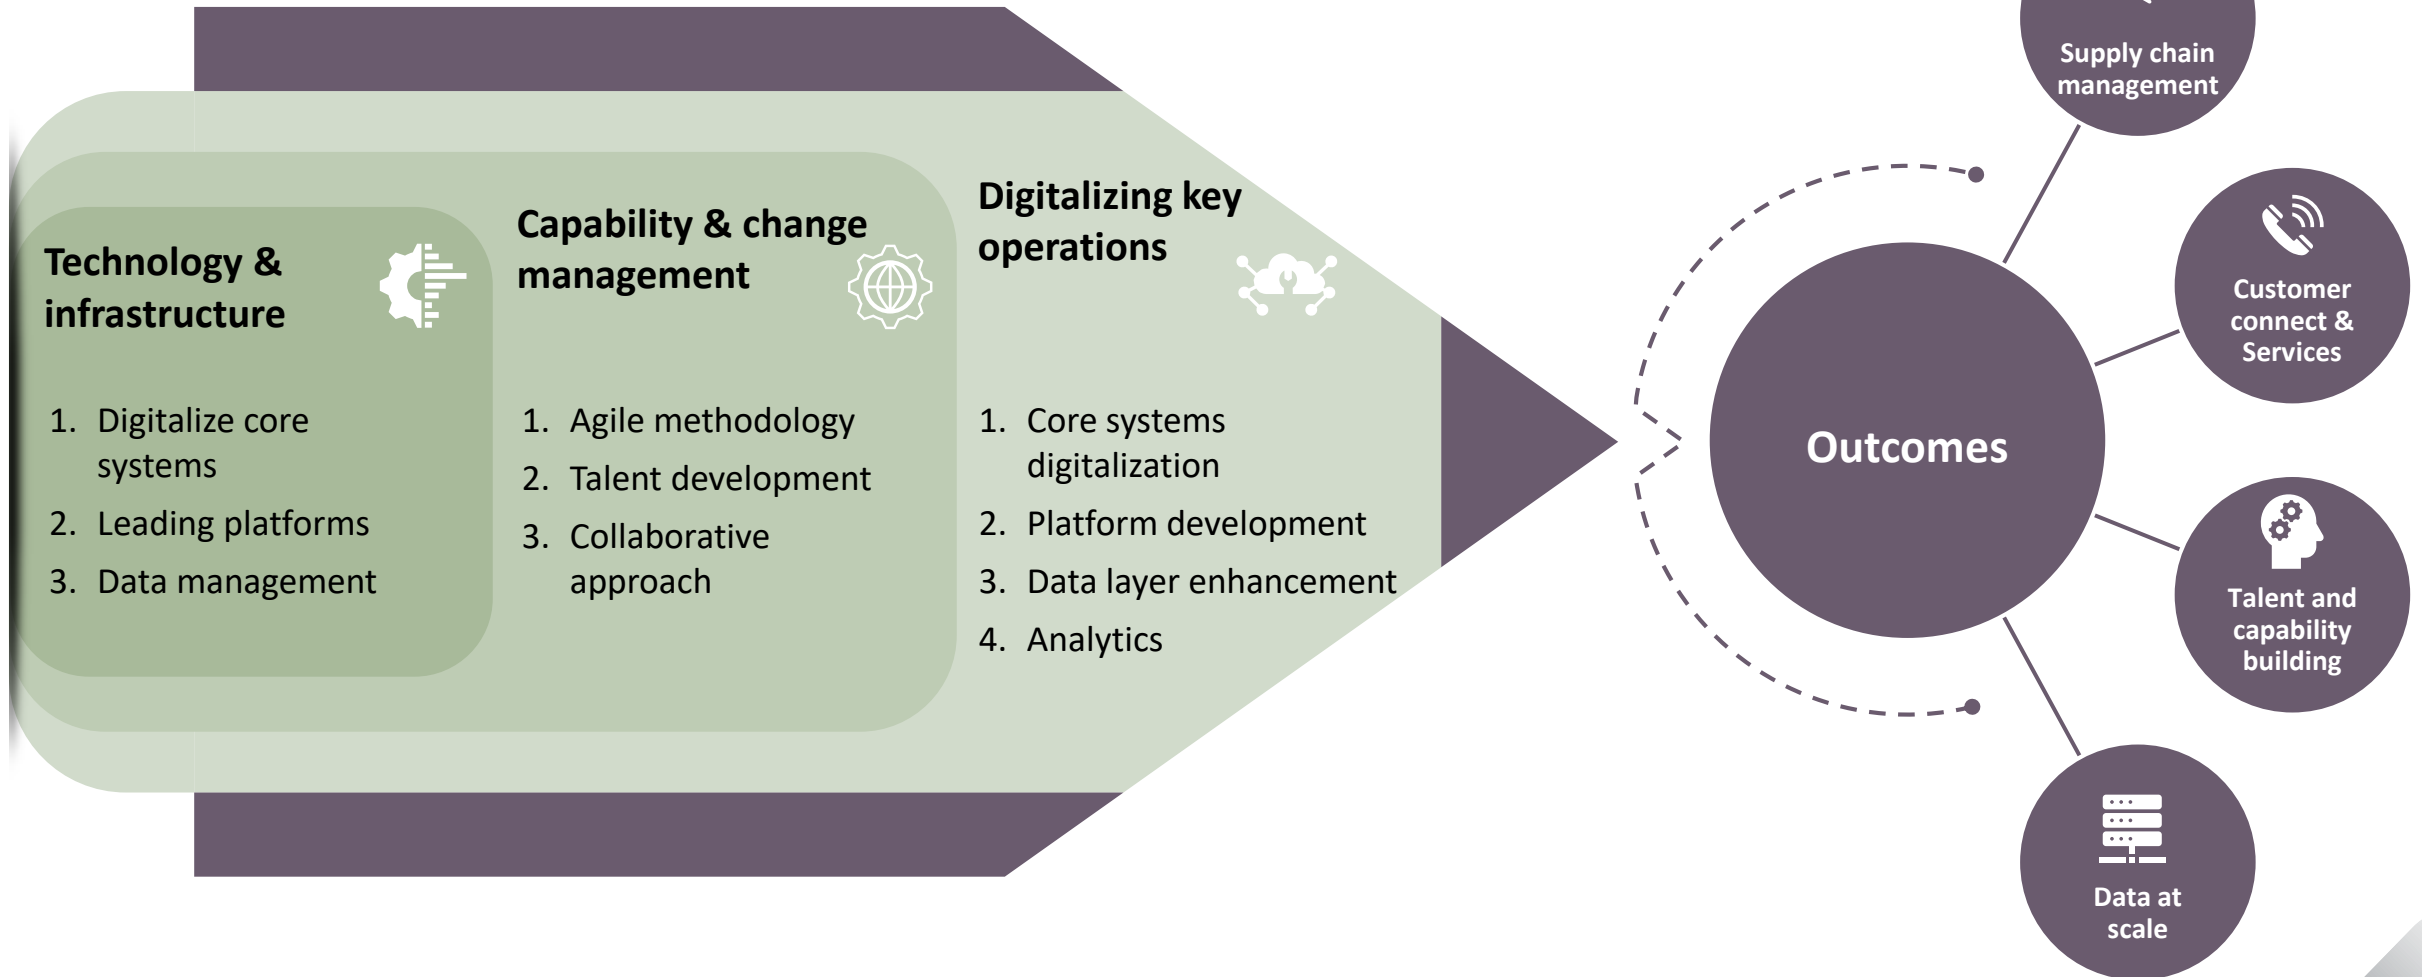 Technology &
infrastructure
1. Digitalize core
systems
2. Leading platforms
3. Data management
Capability & change
management
1. Agile methodology
2. Talent development
3. Collaborative
approach
Digitalizing key
operations
1. Core systems
digitalization
2. Platform development
3. Data layer enhancement
4. Analytics
Outcomes
Supply chain
management
Customer
connect &
Services
Talent and
capability
building
Data at
scale